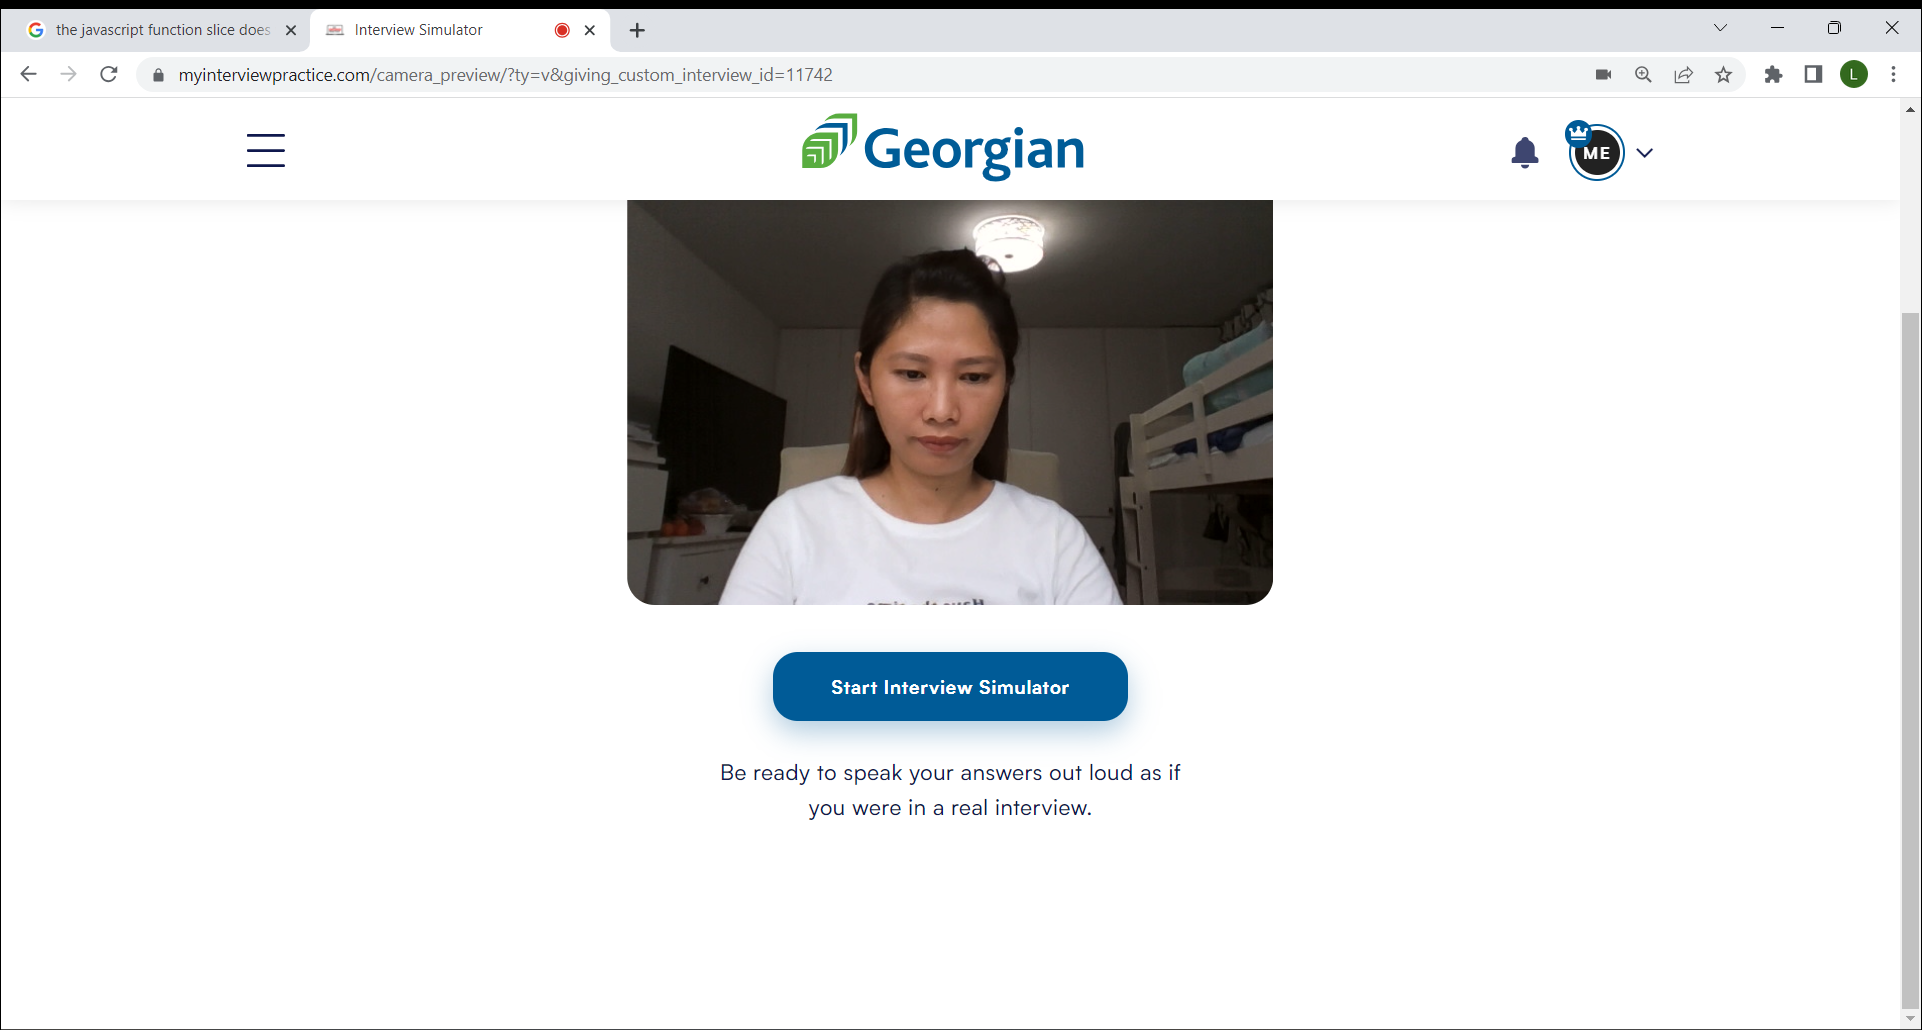 the javascript function slice does
Interview Simulator
myinterviewpractice.com/camera_preview/?ty=v&giving_custom_interview_id=11742
L
Georgian
ME
Start Interview Simulator
Be ready to speak your answers out loud as if
you were in a real interview.